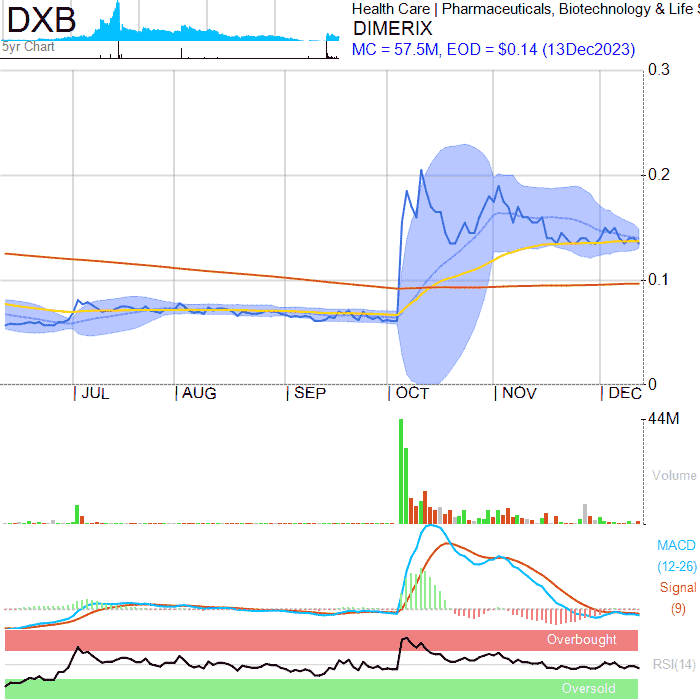 DXB
5yr Chart
Health Care | Pharmaceuticals, Biotechnology & Life S
DIMERIX
MC = 57.5M, EOD = $0.14 (13Dec2023)
0.3
0.2
0.1
0
JUL AUG SEP OCT NOV DEC
44M
Volume
MACD
(12-26)
Signal
(9)
Overbought
RSI(14)
Oversold